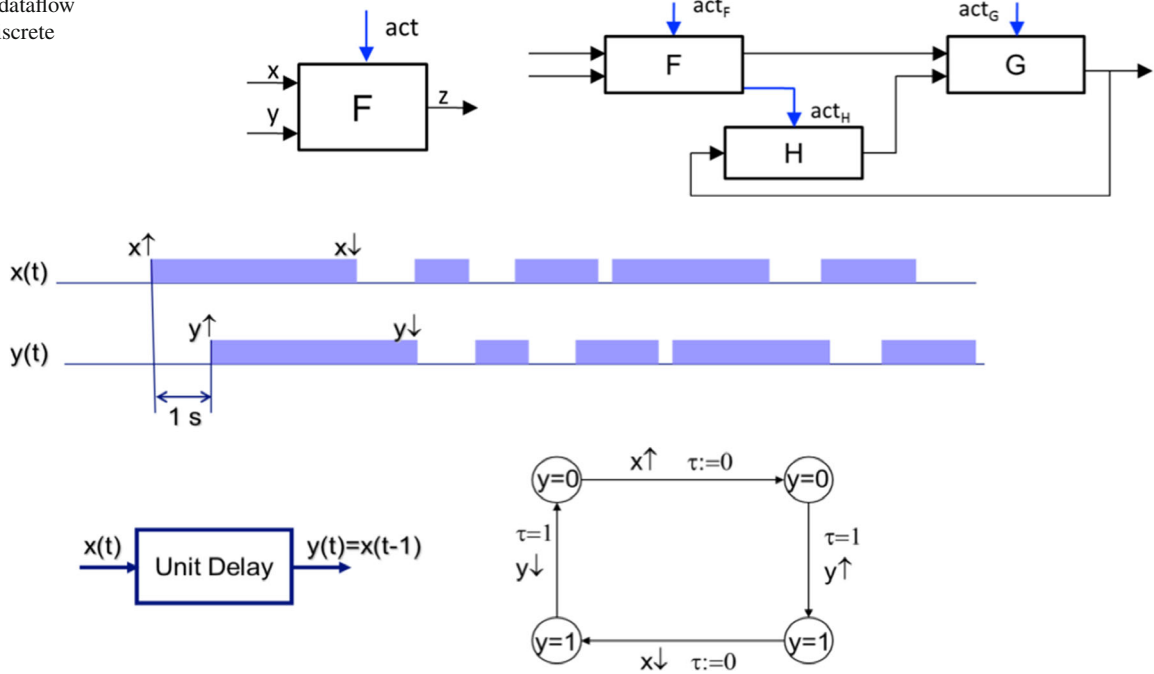 dataflow
screte
act
x
y
F
z
act_F
F
act_G
G
act_H
H
x↑
x↓
x(t)
y↑
y↓
y(t)
1 s
x(t)
Unit Delay
y(t)=x(t-1)
y=0
x↑ τ:=0
y=0
τ=1
y↓
τ=1
y↑
y=1
x↓ τ:=0
y=1